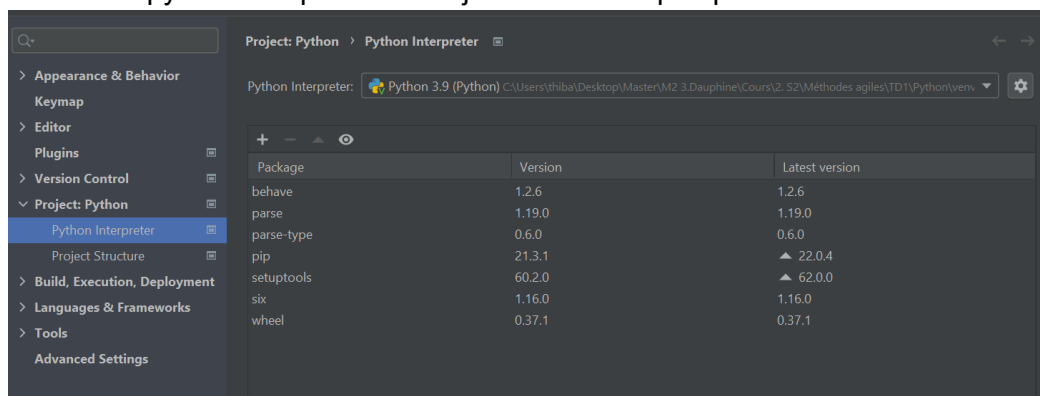 Project: Python › Python Interpreter
Appearance & Behavior
Keymap
Editor
Plugins
Version Control
Project: Python
Python Interpreter
Project Structure
Build, Execution, Deployment
Languages & Frameworks
Tools
Advanced Settings
Python Interpreter: Python 3.9 (Python) C:\Users\thiba\Desktop\Master\M2 3.Dauphine\Cours\2. S2\Méthodes agiles\TD1\Python\venv
Package Version Latest version
behave 1.2.6 1.2.6
parse 1.19.0 1.19.0
parse-type 0.6.0 0.6.0
pip 21.3.1 22.0.4
setuptools 60.2.0 62.0.0
six 1.16.0 1.16.0
wheel 0.37.1 0.37.1